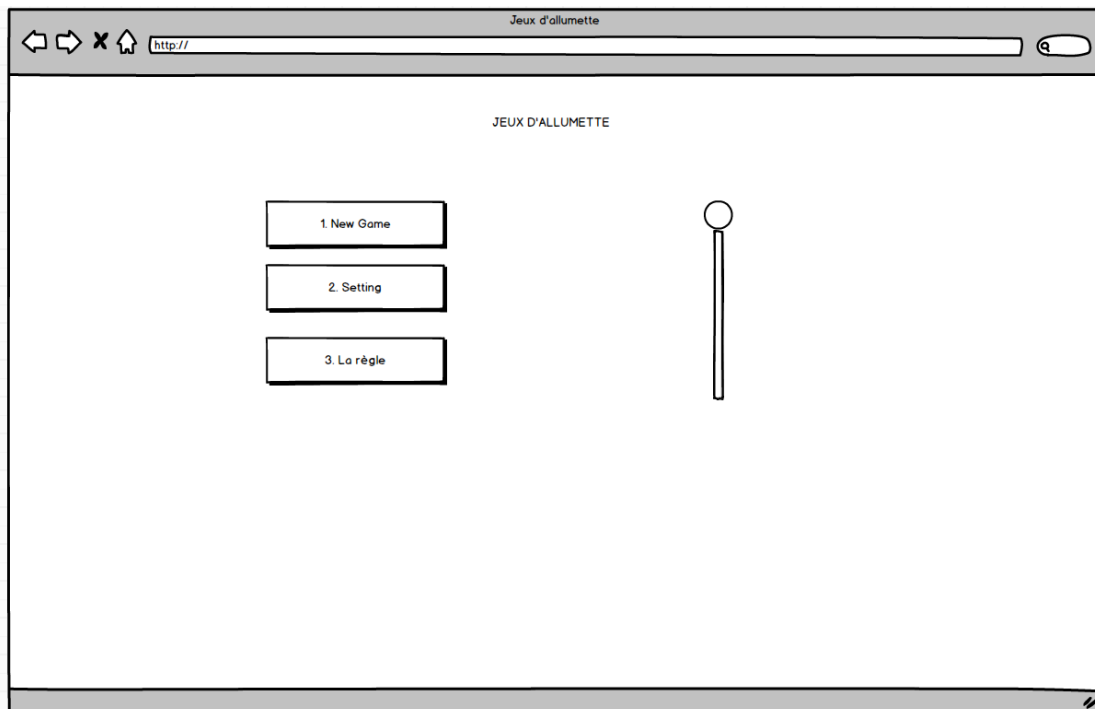 Jeux d'allumette
http://
JEUX D'ALLUMETTE
1. New Game
2. Setting
3. La règle